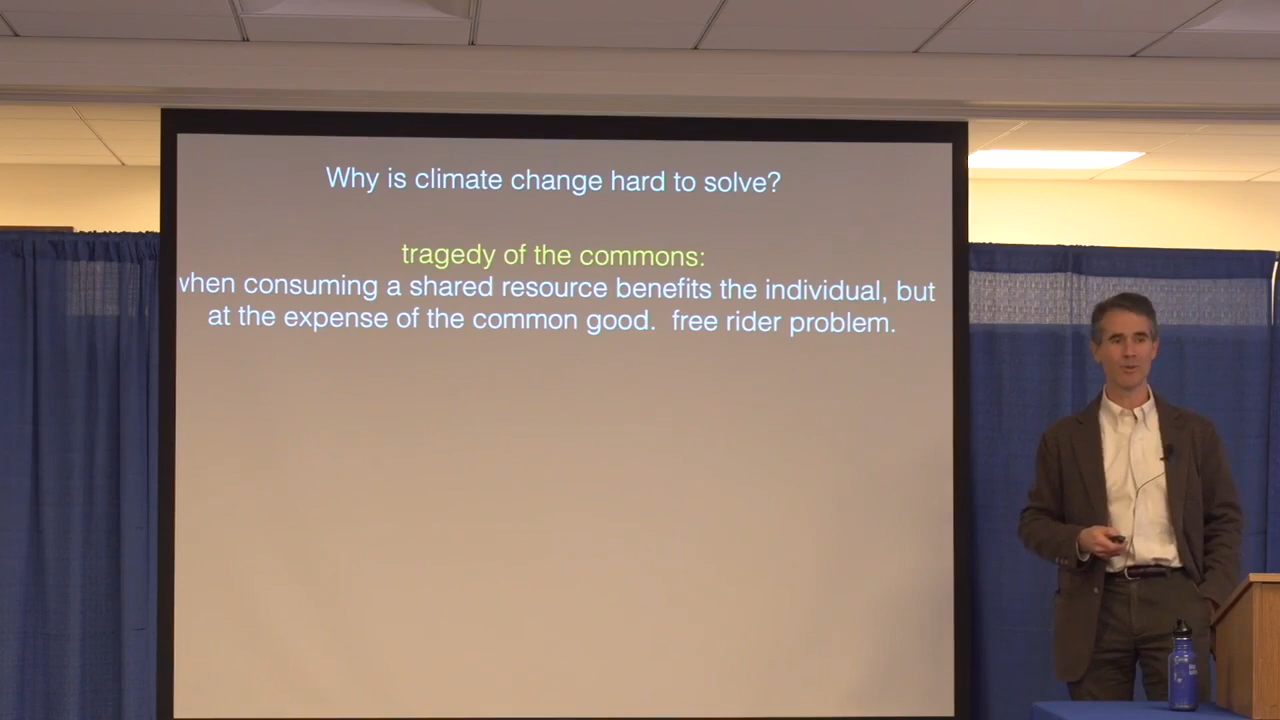 Why is climate change hard to solve?
tragedy of the commons:
when consuming a shared resource benefits the individual, but
at the expense of the common good. free rider problem.